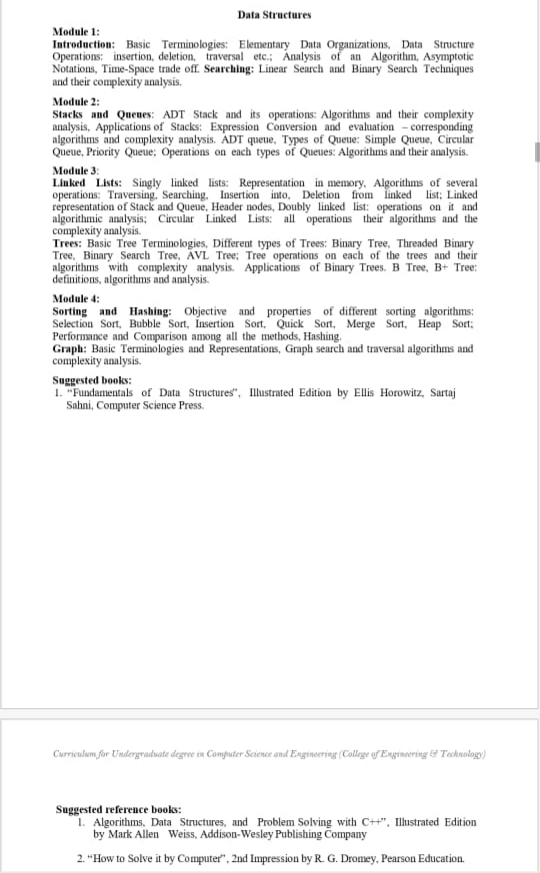 Data Structures
Module 1:
Introduction: Basic Terminologies: Elementary Data Organizations, Data Structure
Operations: insertion, deletion, traversal etc.; Analysis of an Algorithm, Asymptotic
Notations, Time-Space trade off. Searching: Linear Search and Binary Search Techniques
and their complexity analysis.
Module 2:
Stacks and Queues: ADT Stack and its operations: Algorithms and their complexity
analysis, Applications of Stacks: Expression Conversion and evaluation – corresponding
algorithms and complexity analysis. ADT queue, Types of Queue: Simple Queue, Circular
Queue, Priority Queue; Operations on each types of Queues: Algorithms and their analysis.
Module 3:
Linked Lists: Singly linked lists: Representation in memory, Algorithms of several
operations: Traversing, Searching, Insertion into, Deletion from linked list; Linked
representation of Stack and Queue, Header nodes, Doubly linked list: operations on it and
algorithmic analysis; Circular Linked Lists: all operations their algorithms and the
complexity analysis.
Trees: Basic Tree Terminologies, Different types of Trees: Binary Tree, Threaded Binary
Tree, Binary Search Tree, AVL Tree; Tree operations on each of the trees and their
algorithms with complexity analysis. Applications of Binary Trees. B Tree, B+ Tree:
definitions, algorithms and analysis.
Module 4:
Sorting and Hashing: Objective and properties of different sorting algorithms:
Selection Sort, Bubble Sort, Insertion Sort, Quick Sort, Merge Sort, Heap Sort;
Performance and Comparison among all the methods, Hashing.
Graph: Basic Terminologies and Representations, Graph search and traversal algorithms and
complexity analysis.
Suggested books:
1. "Fundamentals of Data Structures", Illustrated Edition by Ellis Horowitz, Sartaj
Sahni, Computer Science Press.
Curriculum for Undergraduate degree in Computer Science and Engineering (College of Engineering & Technology)
Suggested reference books:
1. Algorithms, Data Structures, and Problem Solving with C++", Illustrated Edition
by Mark Allen Weiss, Addison-Wesley Publishing Company
2. "How to Solve it by Computer", 2nd Impression by R. G. Dromey, Pearson Education.